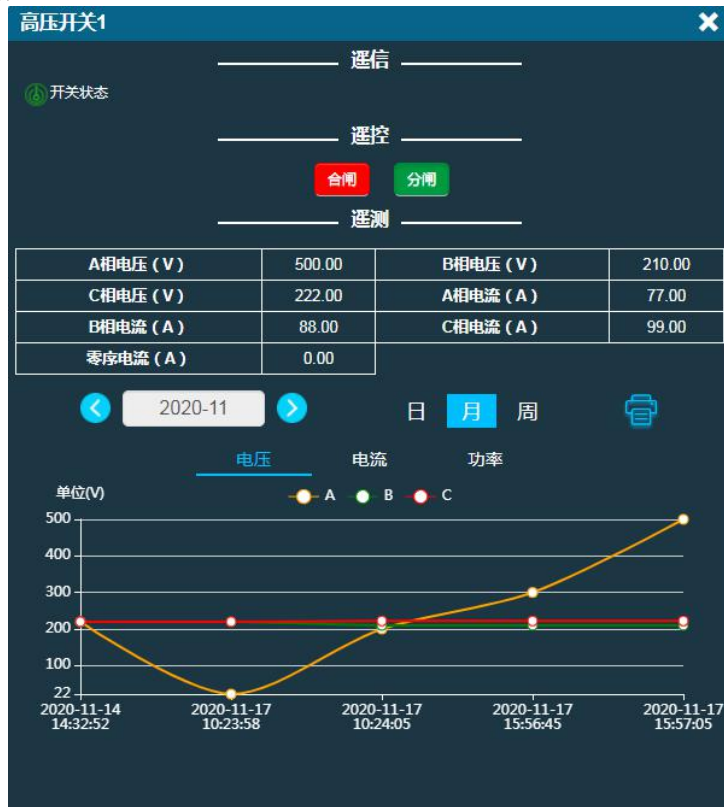 高压开关1
遥信
开关状态
遥控
合闸 分闸
遥测
A相电压(V) 500.00 B相电压(V) 210.00
C相电压(V) 222.00 A相电流(A) 77.00
B相电流(A) 88.00 C相电流(A) 99.00
零序电流(A) 0.00
2020-11 日 月 周
电压 电流 功率
单位(V) A B C
500
400
300
200
100
22
2020-11-14 2020-11-17 2020-11-17 2020-11-17 2020-11-17
14:32:52 10:23:58 10:24:05 15:56:45 15:57:05